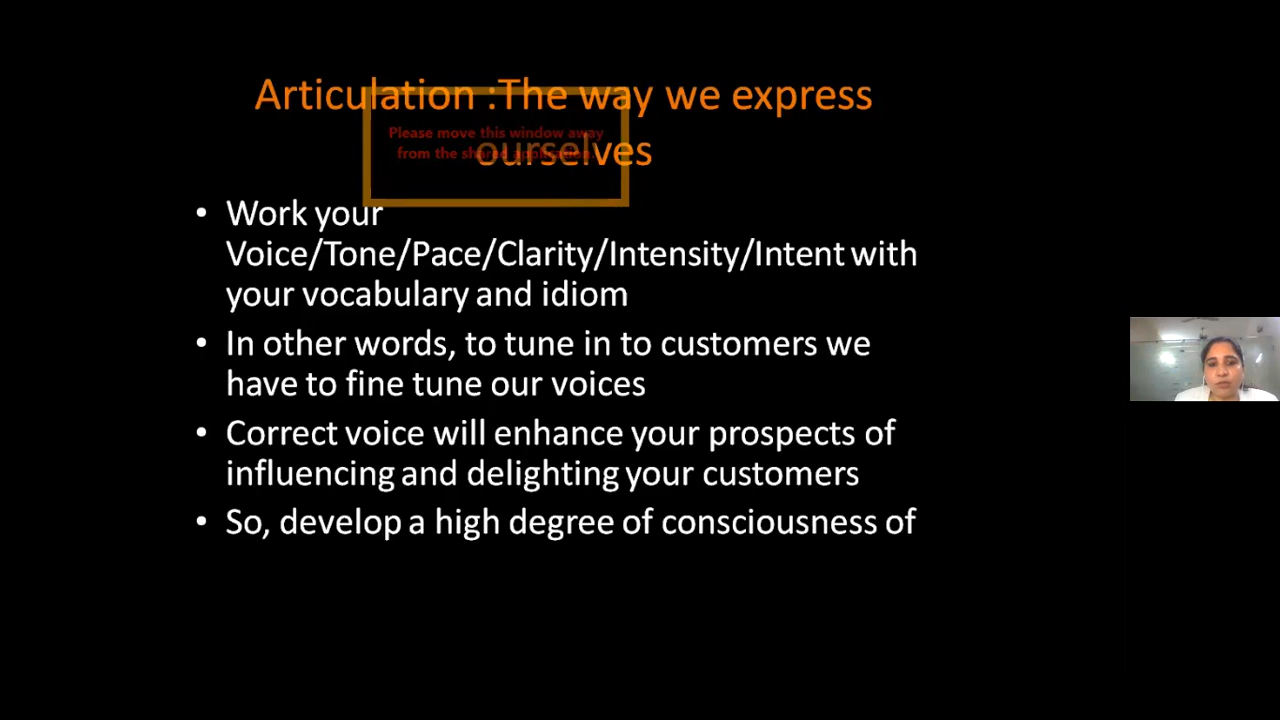 Articulation :The way we express
ourselves
Please move this window away
from the shared application.
• Work your
Voice/Tone/Pace/Clarity/Intensity/Intent with
your vocabulary and idiom
• In other words, to tune in to customers we
have to fine tune our voices
• Correct voice will enhance your prospects of
influencing and delighting your customers
• So, develop a high degree of consciousness of